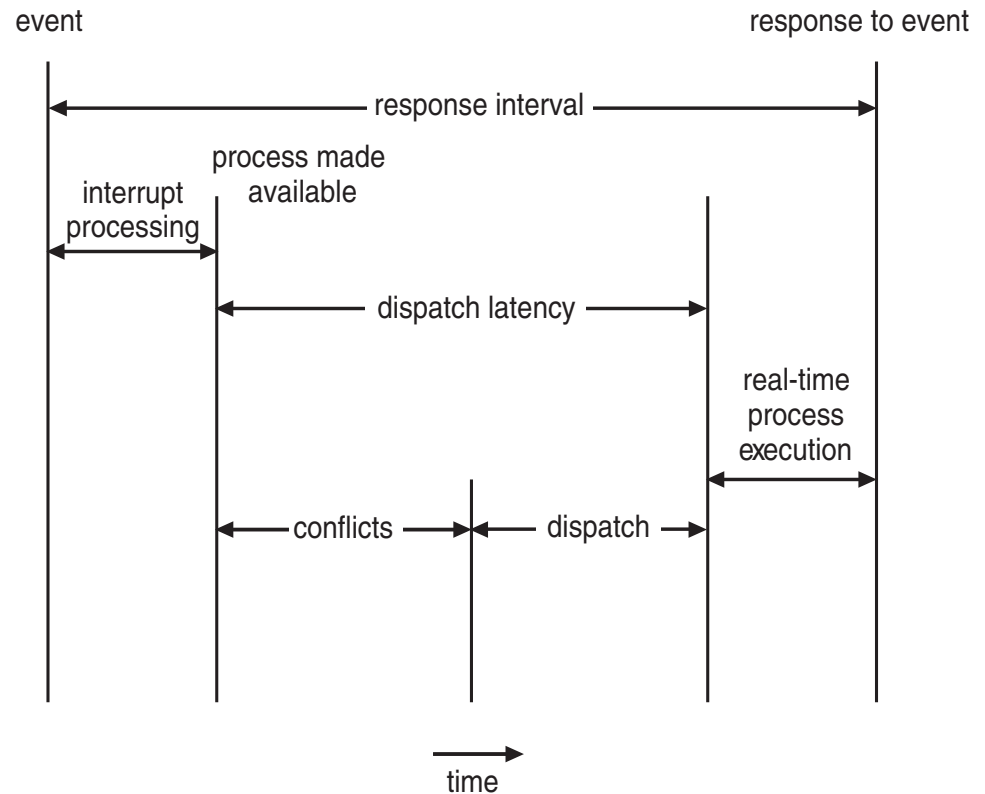 event
response to event
response interval
process made
available
interrupt
processing
dispatch latency
real-time
process
execution
conflicts
dispatch
time